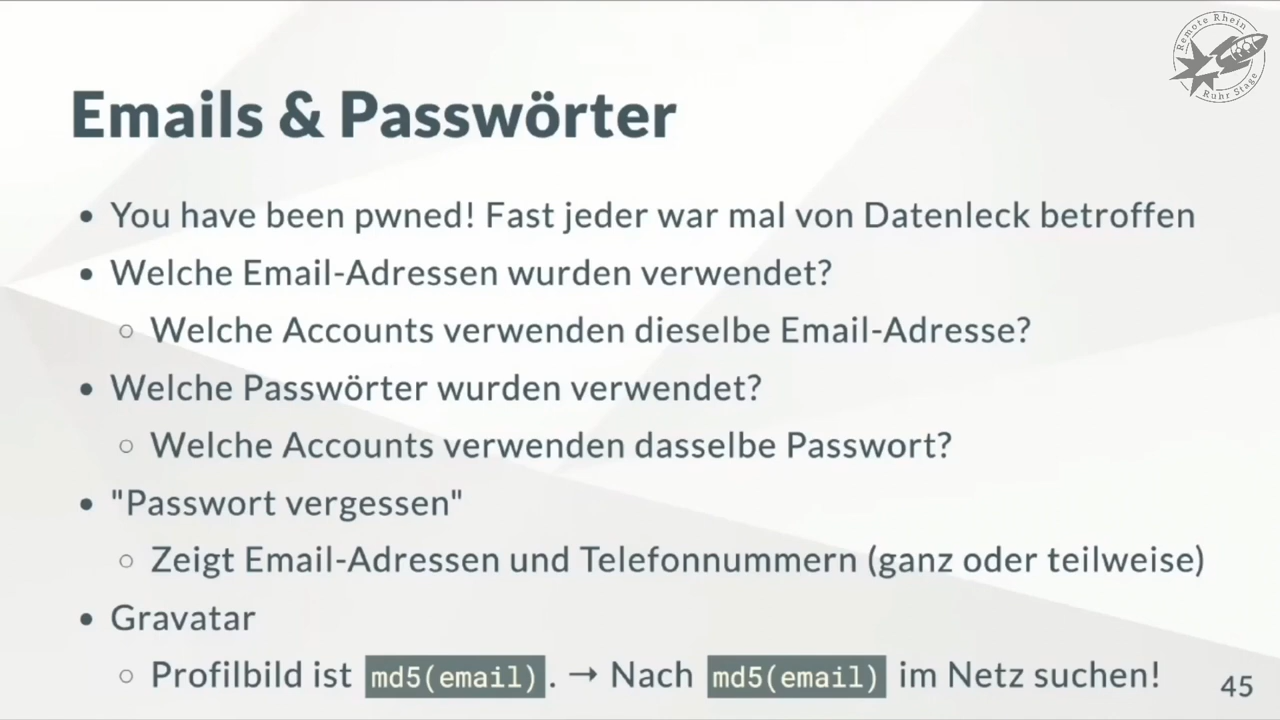 Remote Rhein
Ruhr Stage
Emails & Passwörter
• You have been pwned! Fast jeder war mal von Datenleck betroffen
• Welche Email-Adressen wurden verwendet?
○ Welche Accounts verwenden dieselbe Email-Adresse?
• Welche Passwörter wurden verwendet?
○ Welche Accounts verwenden dasselbe Passwort?
• "Passwort vergessen"
○ Zeigt Email-Adressen und Telefonnummern (ganz oder teilweise)
• Gravatar
○ Profilbild ist md5(email). → Nach md5(email) im Netz suchen!
45